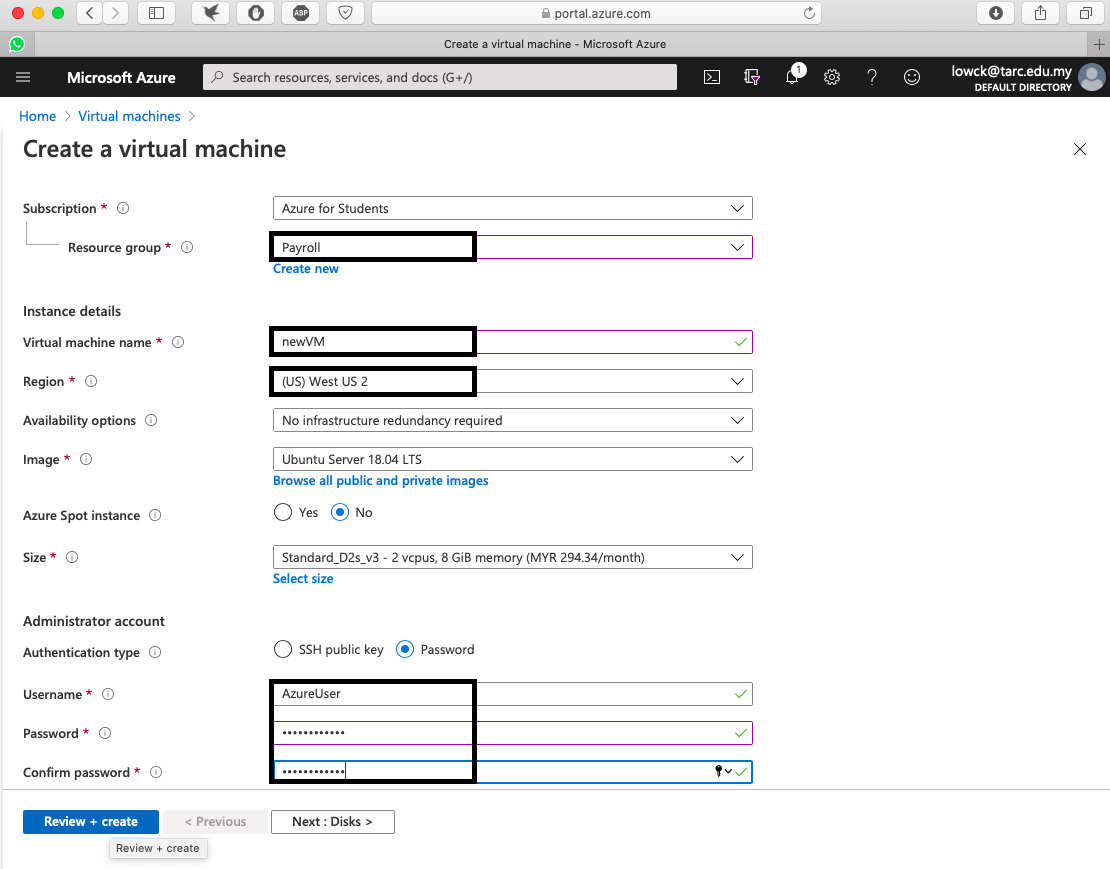 ABP
portal.azure.com
Create a virtual machine - Microsoft Azure
Microsoft Azure
Search resources, services, and docs (G+/)
1
lowck@tarc.edu.my
DEFAULT DIRECTORY
Home > Virtual machines >
Create a virtual machine
Subscription *
Azure for Students
Resource group *
Payroll
Create new
Instance details
Virtual machine name *
newVM
Region *
(US) West US 2
Availability options
No infrastructure redundancy required
Image *
Ubuntu Server 18.04 LTS
Browse all public and private images
Azure Spot instance
Yes No
Size *
Standard_D2s_v3 - 2 vcpus, 8 GiB memory (MYR 294.34/month)
Select size
Administrator account
Authentication type
SSH public key Password
Username *
AzureUser
Password *
••••••••••••
Confirm password *
••••••••••••
Review + create < Previous Next : Disks >
Review + create